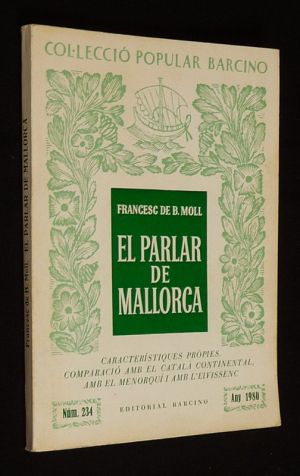 COL·LECCIÓ POPULAR BARCINO
FRANCESC DE B. MOLL
EL PARLAR
DE
MALLORCA
CARACTERÍSTIQUES PRÒPIES.
COMPARACIÓ AMB EL CATALÀ CONTINENTAL,
AMB EL MENORQUÍ I AMB L'EIVISSENC
Núm. 234
Any 1980
EDITORIAL BARCINO
Francesc de B. Moll EL PARLAR DE MALLORCA